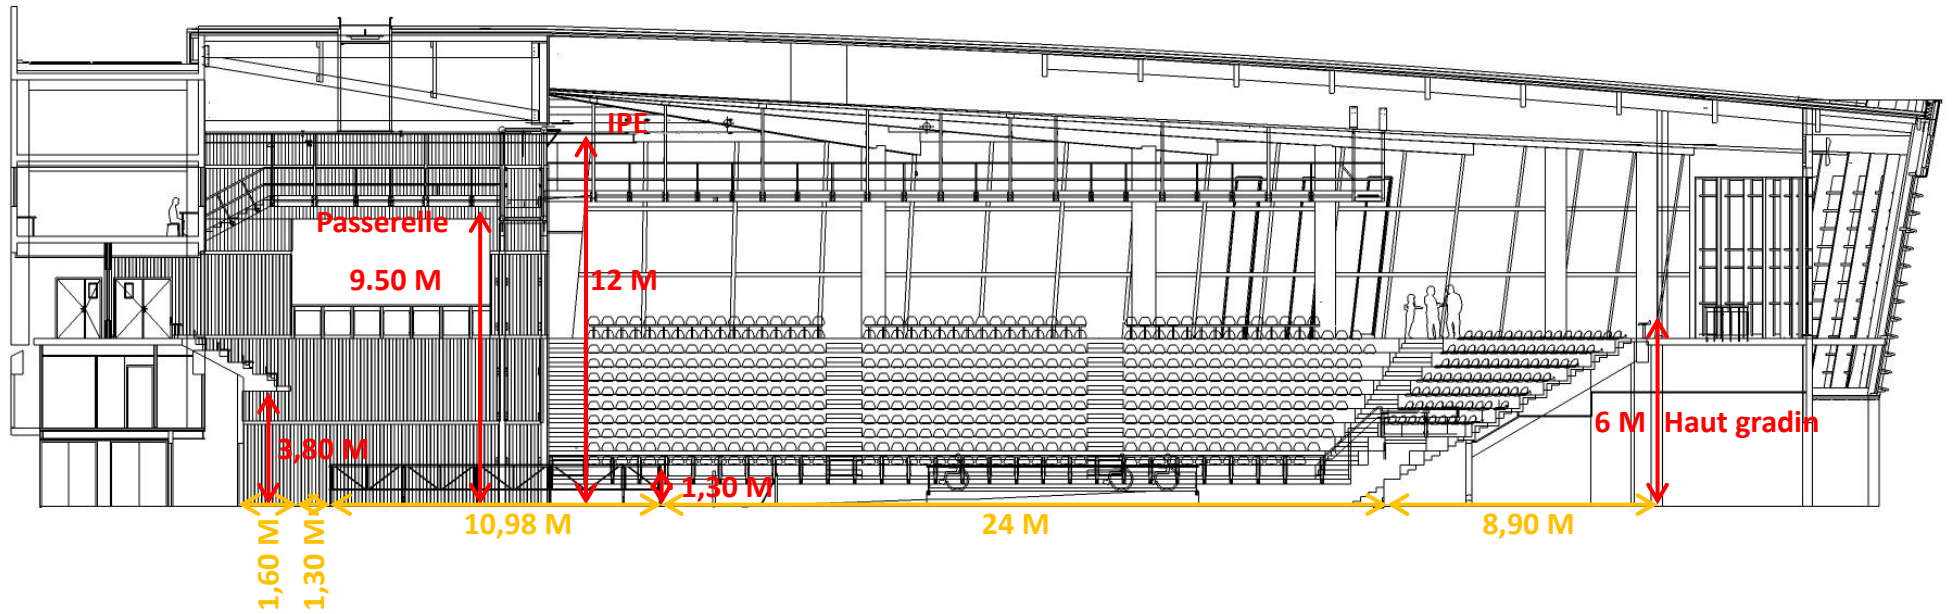 IPE
Passerelle
9.50 M
12 M
6 M
Haut gradin
3,80 M
1,30 M
10,98 M
24 M
8,90 M
1,60 M
1,30 M